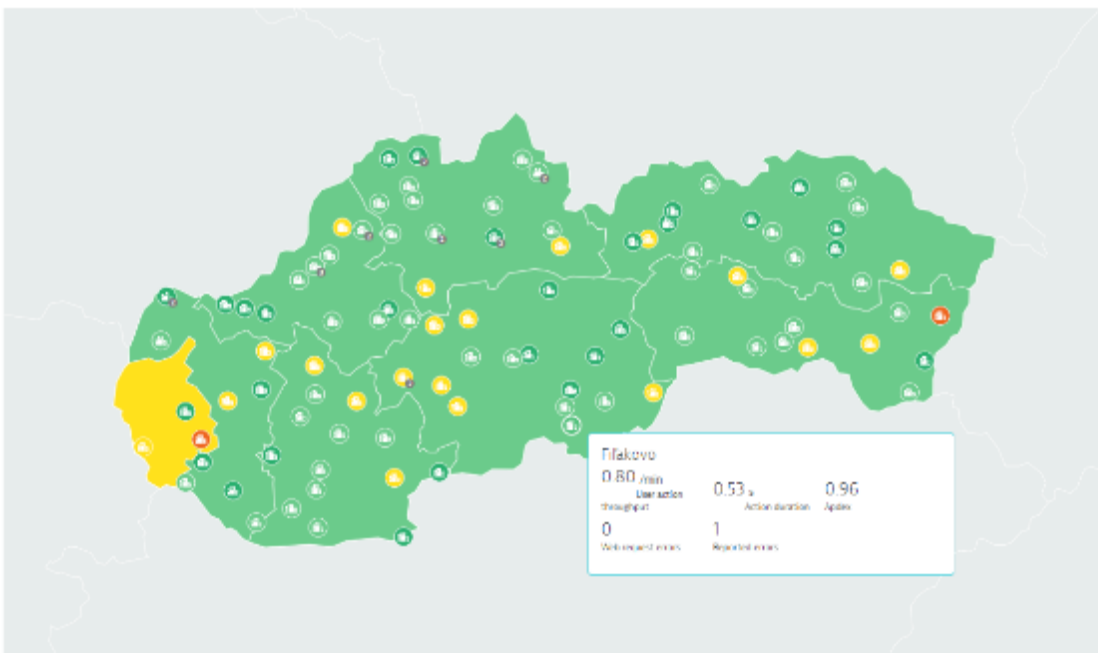 Fiľakovo
0.80 /min
User action
throughput
0.53 s
Action duration
0.96
Apdex
0
Web request errors
1
Reported errors